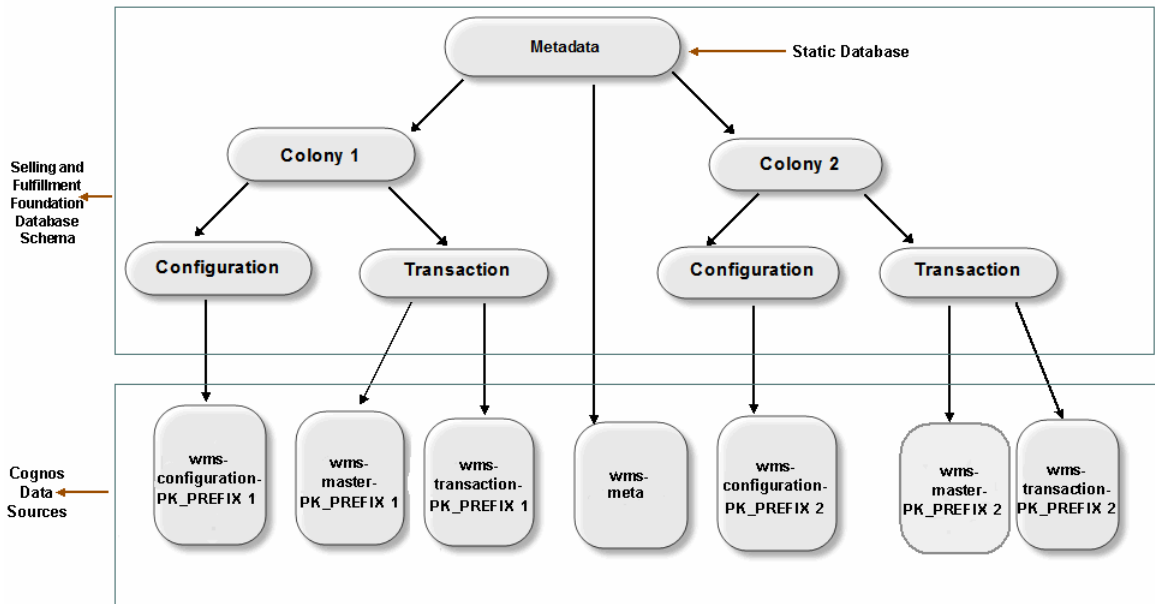 Metadata
Static Database
Colony 1
Colony 2
Selling and
Fulfillment
Foundation
Database
Schema
Configuration
Transaction
Configuration
Transaction
Cognos
Data
Sources
wms-
configuration-
PK_PREFIX 1
wms-
master-
PK_PREFIX 1
wms-
transaction-
PK_PREFIX 1
wms-
meta
wms-
configuration-
PK_PREFIX 2
wms-
master-
PK_PREFIX 2
wms-
transaction-
PK_PREFIX 2